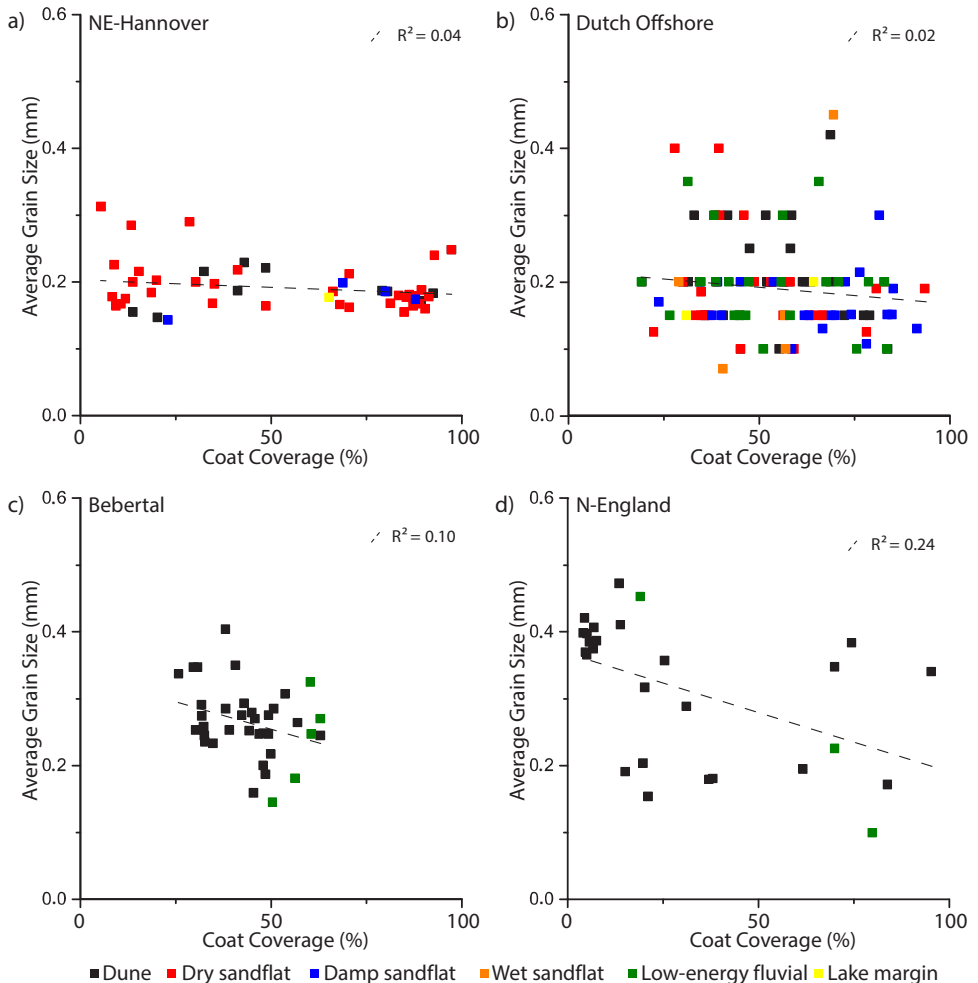 a)
NE-Hannover
R² = 0.04
0.6
0.4
0.2
0.0
Average Grain Size (mm)
50
100
Coat Coverage (%)
b)
Dutch Offshore
R² = 0.02
0.6
0.4
0.2
0.0
Average Grain Size (mm)
0
50
100
Coat Coverage (%)
c)
Bebertal
R² = 0.10
0.6
0.4
0.2
0.0
Average Grain Size (mm)
0
50
100
Coat Coverage (%)
d)
N-England
R² = 0.24
0.6
0.4
0.2
0.0
Average Grain Size (mm)
0
50
100
Coat Coverage (%)
Dune Dry sandflat Damp sandflat Wet sandflat Low-energy fluvial Lake margin